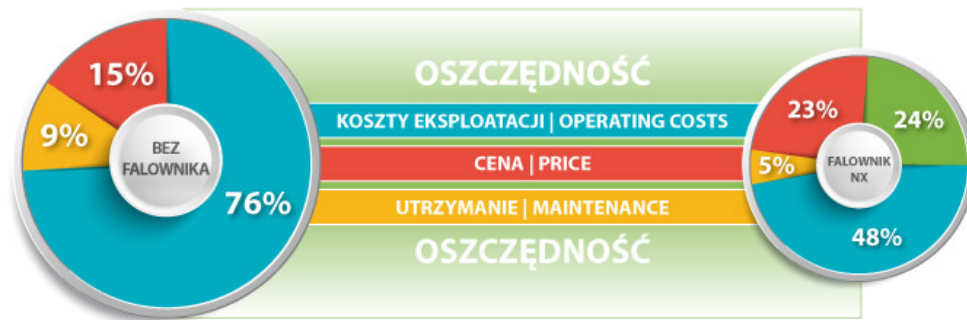 15%
9%
BEZ
FALOWNIKA
76%
OSZCZĘDNOŚĆ
KOSZTY EKSPLOATACJI | OPERATING COSTS
CENA | PRICE
UTRZYMANIE | MAINTENANCE
OSZCZĘDNOŚĆ
23%
24%
5%
FALOWNIK
NX
48%